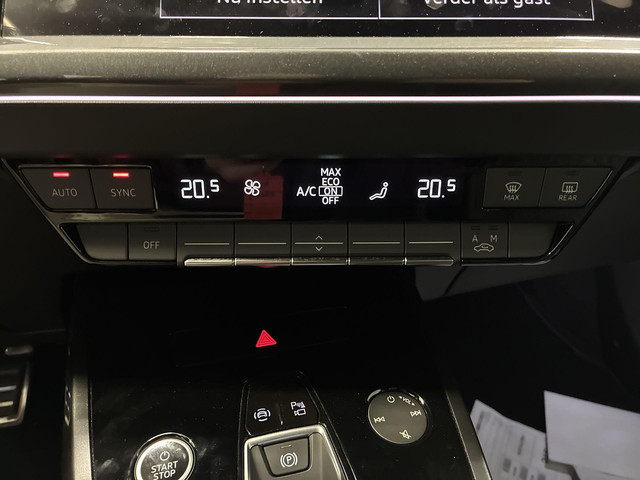 Nu instellen
Verder als gast
AUTO
SYNC
20.5
A/C
MAX
ECO
ON
OFF
20.5
MAX
REAR
OFF
A M
P
START
STOP